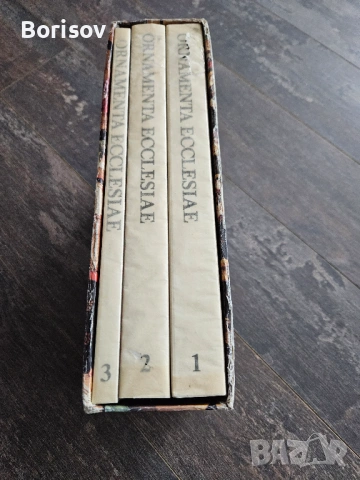 Borisov
ORNAMENTA ECCLESIAE
3
ORNAMENTA ECCLESIAE
2
ORNAMENTA ECCLESIAE
1
BAZAR